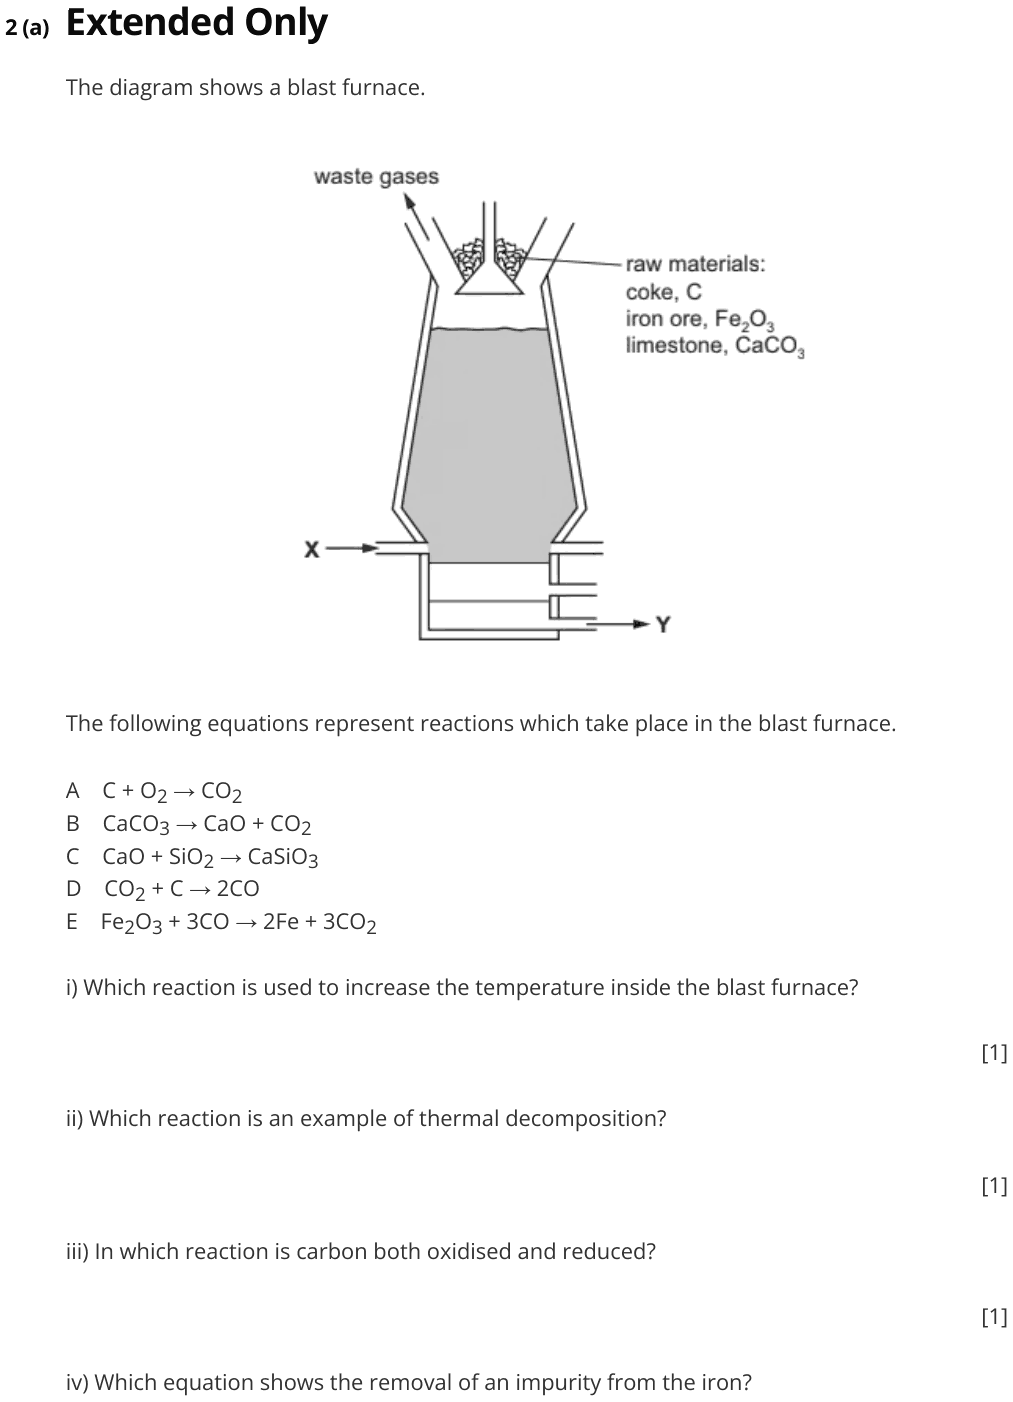 2 (a) Extended Only
The diagram shows a blast furnace.
waste gases
raw materials:
coke, C
iron ore, Fe₂O₃
limestone, CaCO₃
X
Y
The following equations represent reactions which take place in the blast furnace.
A C + O₂ → CO₂
B CaCO₃ → CaO + CO₂
C CaO + SiO₂ → CaSiO₃
D CO₂ + C → 2CO
E Fe₂O₃ + 3CO → 2Fe + 3CO₂
i) Which reaction is used to increase the temperature inside the blast furnace?
[1]
ii) Which reaction is an example of thermal decomposition?
[1]
iii) In which reaction is carbon both oxidised and reduced?
[1]
iv) Which equation shows the removal of an impurity from the iron?